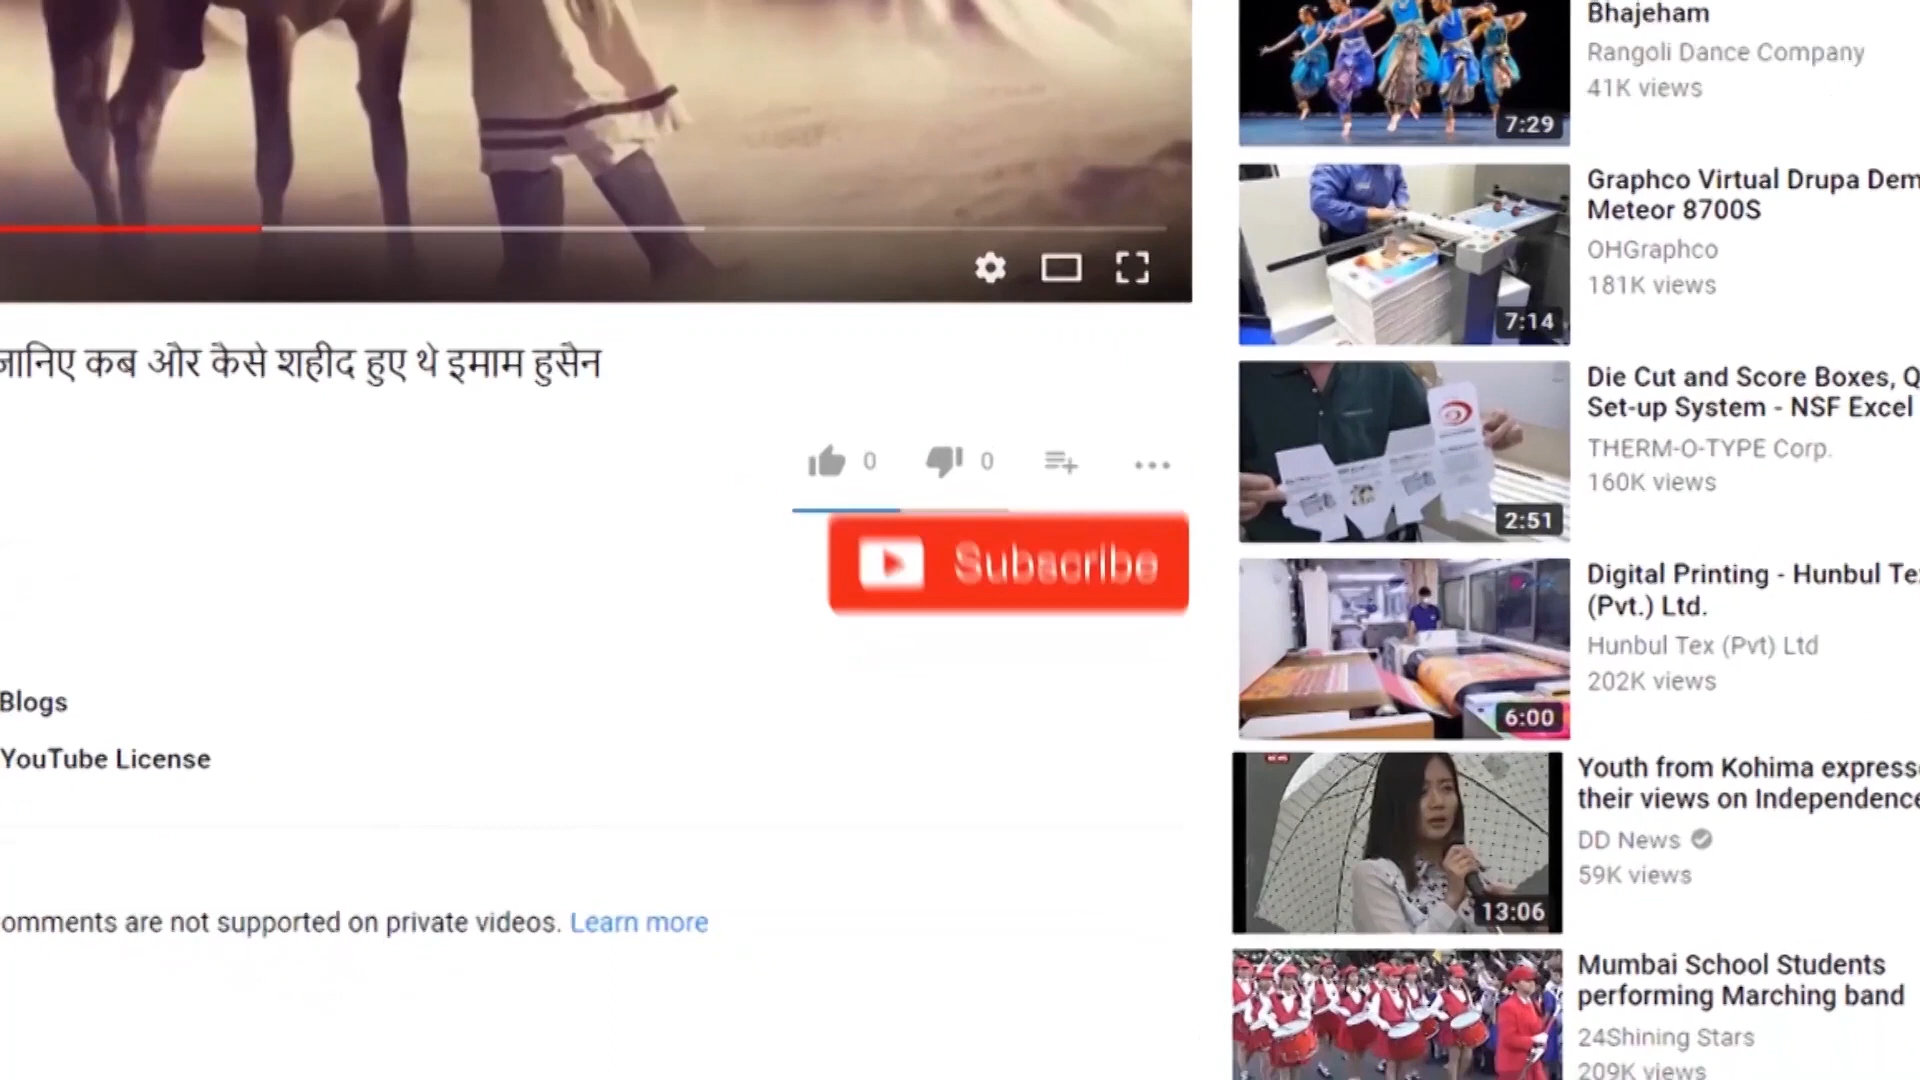 जानिए कब ओर कैसे शहीद हुए थे इमाम हुसैन
0
0
Subscribe
Blogs
YouTube License
omments are not supported on private videos. Learn more
Bhajeham
Rangoli Dance Company
41K views
7:29
Graphco Virtual Drupa Dem
Meteor 8700S
OHGraphco
181K views
7:14
Die Cut and Score Boxes, Q
Set-up System - NSF Excel
THERM-O-TYPE Corp.
160K views
2:51
Digital Printing - Hunbul Te
(Pvt.) Ltd.
Hunbul Tex (Pvt) Ltd
202K views
6:00
Youth from Kohima express
their views on Independence
DD News
59K views
13:06
NEWS
Mumbai School Students
performing Marching band
24Shining Stars
209K views